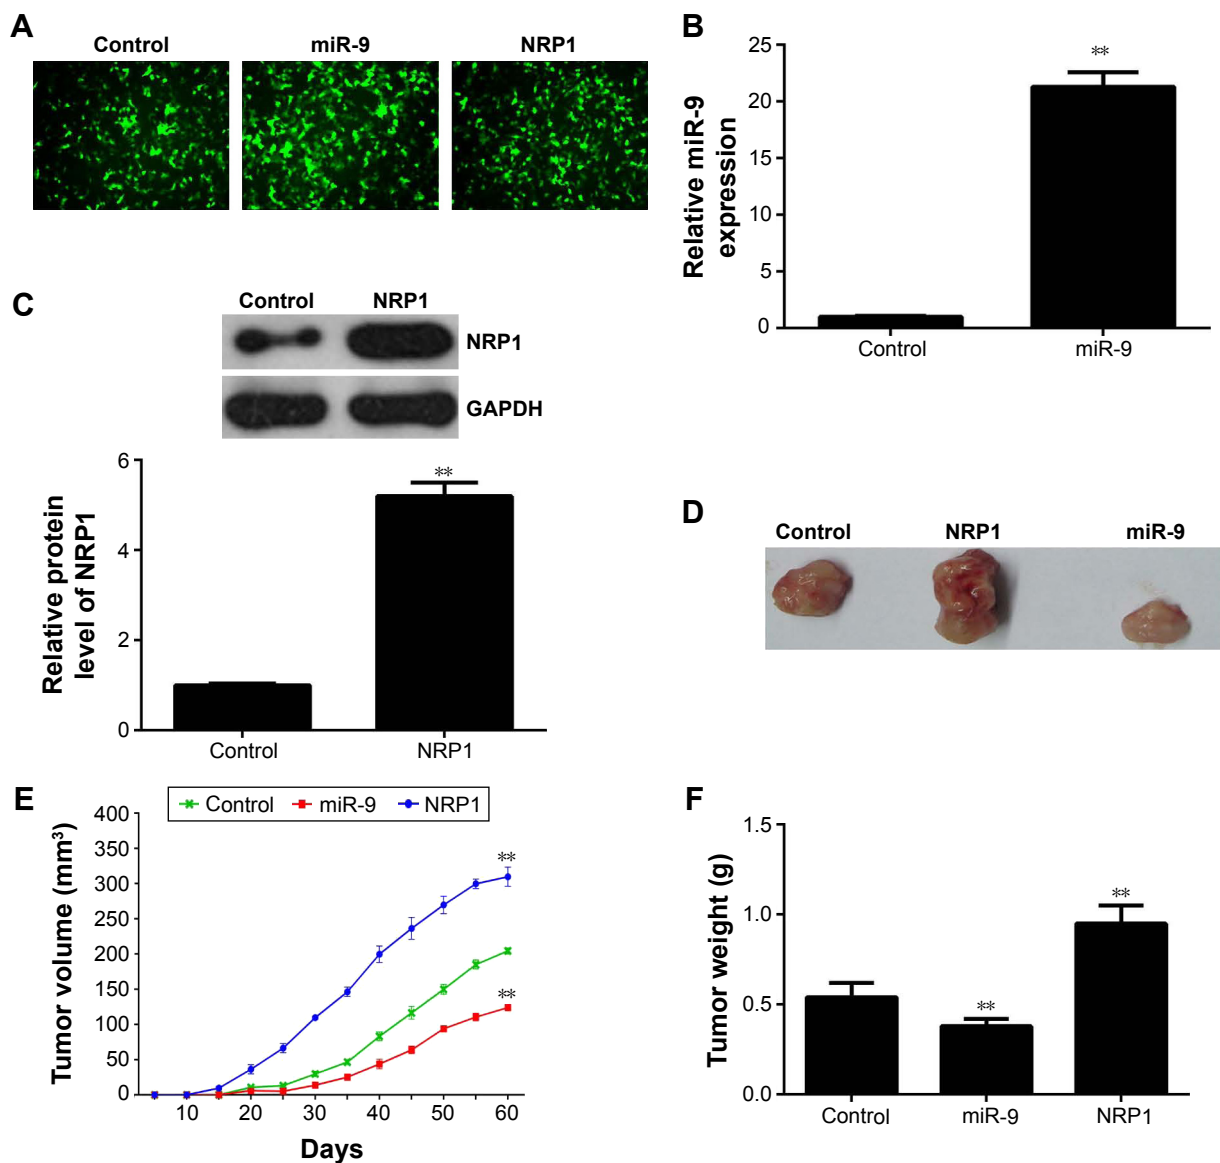 A
Control
miR-9
NRP1
B
Relative miR-9
expression
25
20
15
10
5
0
**
Control
miR-9
C
Control
NRP1
NRP1
GAPDH
Relative protein
level of NRP1
6
4
2
0
**
Control
NRP1
D
Control
NRP1
miR-9
E
Control
miR-9
NRP1
Tumor volume (mm³)
400
350
300
250
200
150
100
50
0
**
**
10
20
30
40
50
60
Days
F
Tumor weight (g)
1.5
1.0
0.5
0.0
**
**
Control
miR-9
NRP1